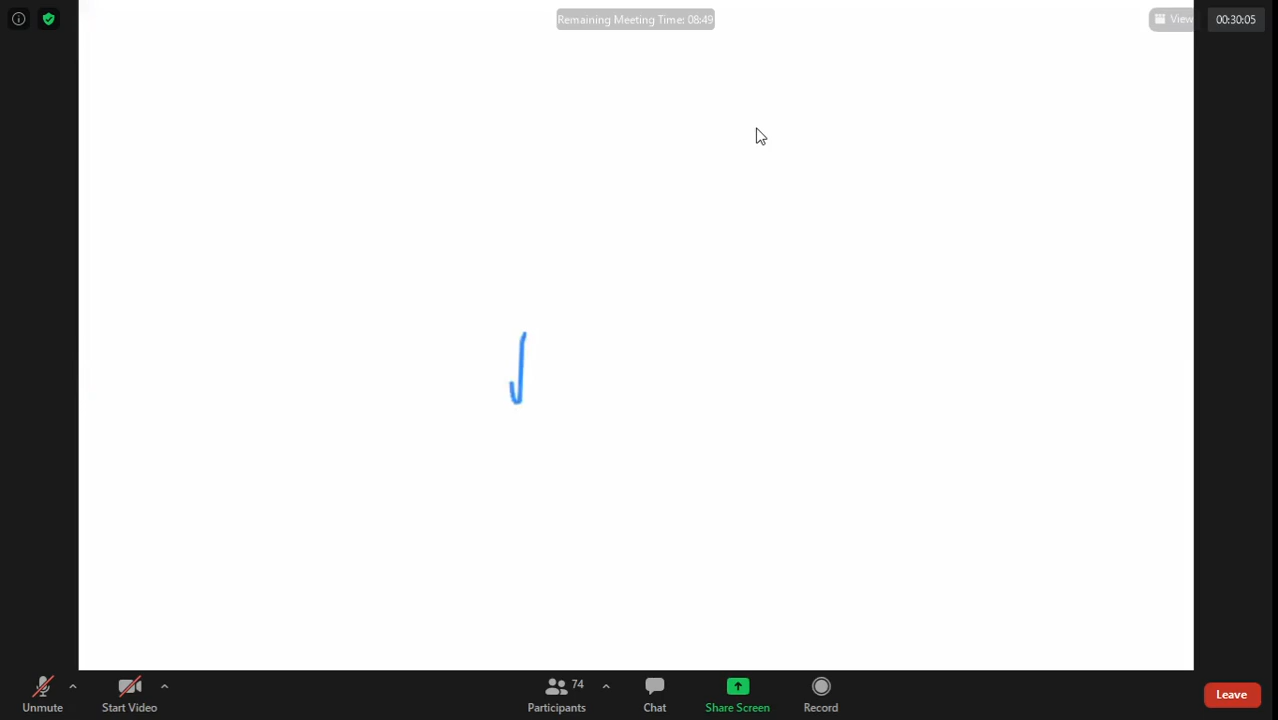 Remaining Meeting Time: 08:49
View
00:30:05
Unmute
Start Video
74
Participants
Chat
Share Screen
Record
Leave